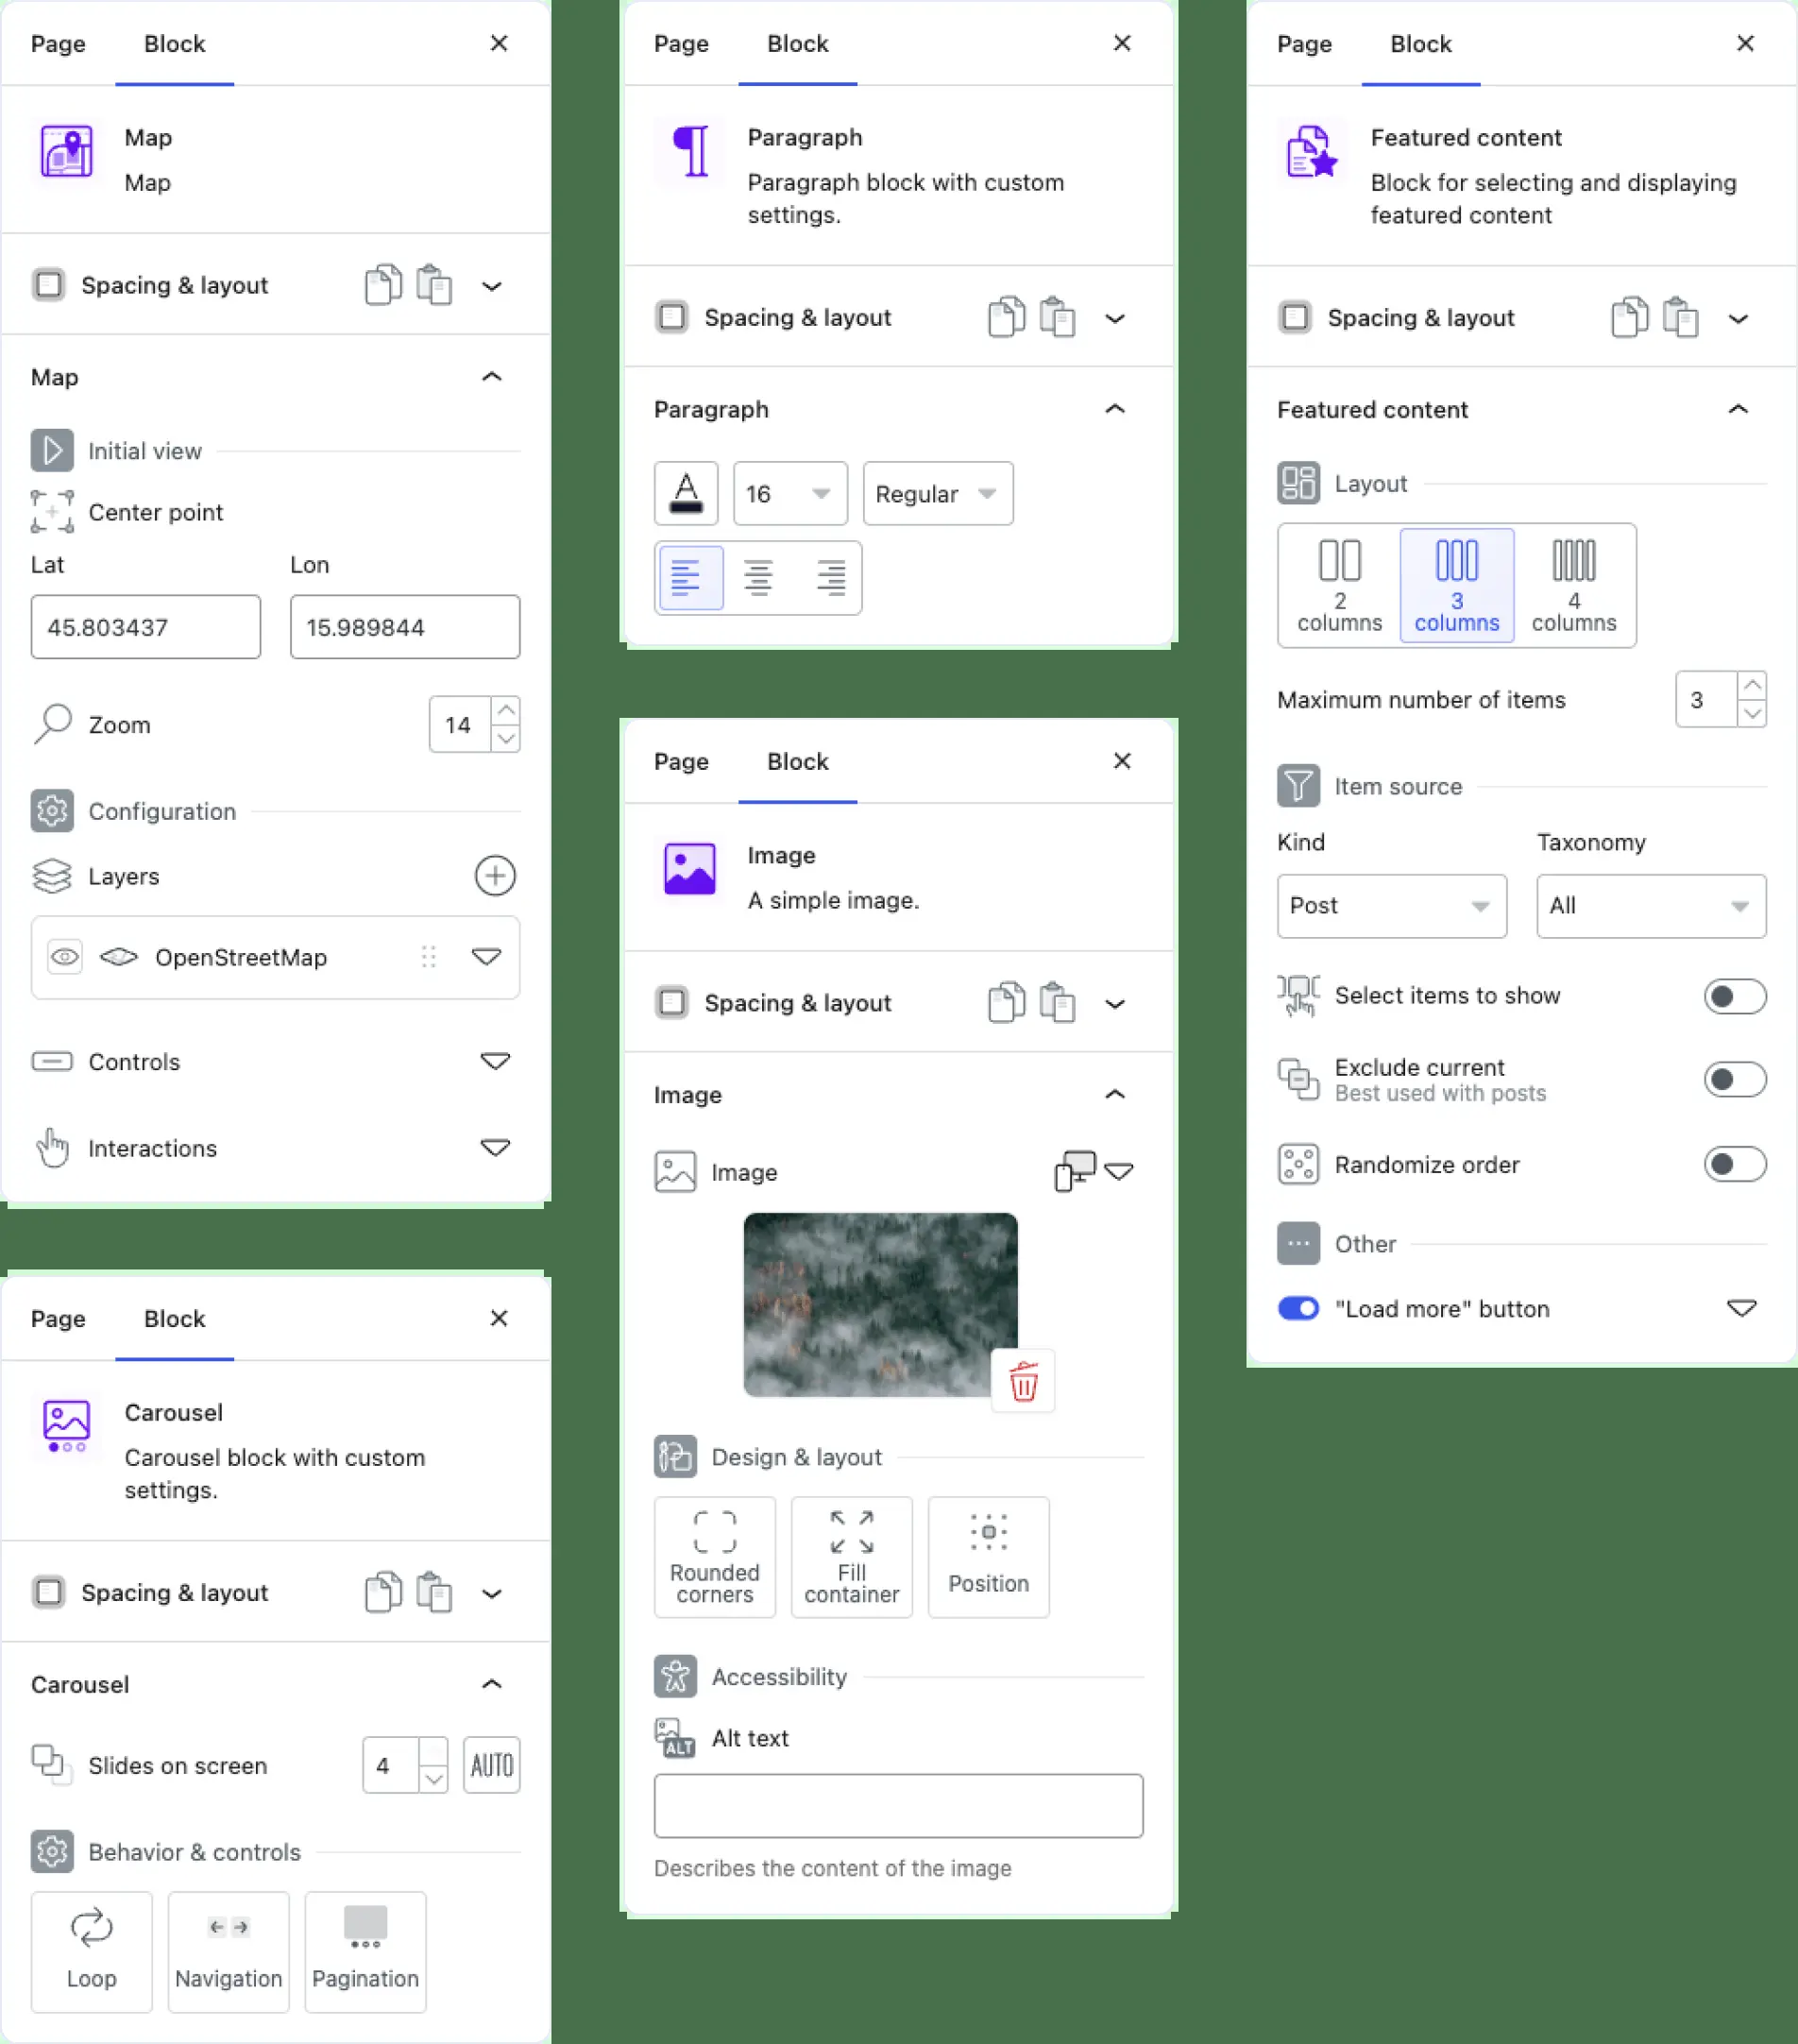 Page Block
Map
Map
Spacing & layout
Map
Initial view
Center point
Lat Lon
45.803437 15.989844
Zoom 14
Configuration
Layers
OpenStreetMap
Controls
Interactions
Page Block
Carousel
Carousel block with custom
settings.
Spacing & layout
Carousel
Slides on screen 4 AUTO
Behavior & controls
Loop Navigation Pagination
Page Block
Paragraph
Paragraph block with custom
settings.
Spacing & layout
Paragraph
A 16 Regular
Page Block
Image
A simple image.
Spacing & layout
Image
Image
Design & layout
Rounded
corners
Fill
container
Position
Accessibility
ALT Alt text
Describes the content of the image
Page Block
Featured content
Block for selecting and displaying
featured content
Spacing & layout
Featured content
Layout
2
columns
3
columns
4
columns
Maximum number of items 3
Item source
Kind Taxonomy
Post All
Select items to show
Exclude current
Best used with posts
Randomize order
Other
"Load more" button